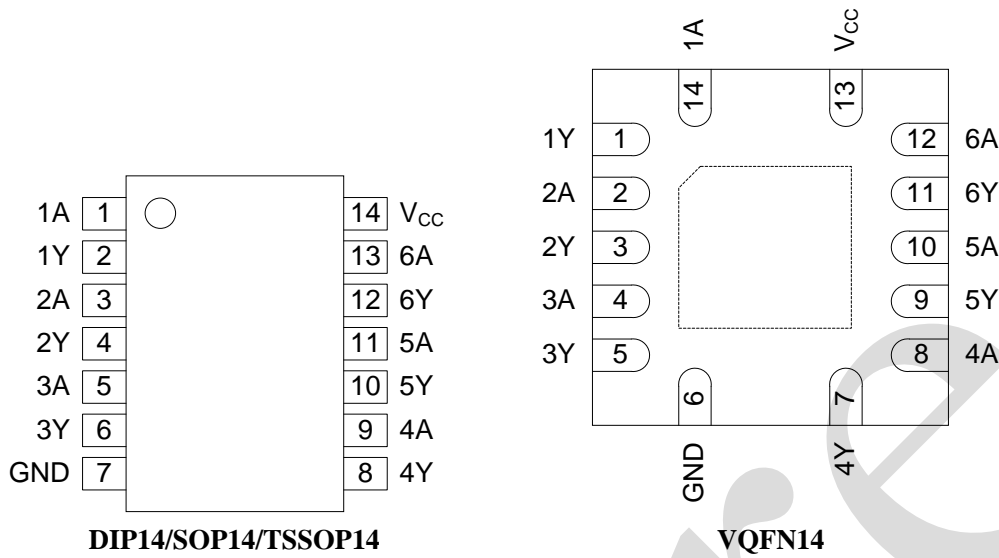 1A 1 14 VCC
1Y 2 13 6A
2A 3 12 6Y
2Y 4 11 5A
3A 5 10 5Y
3Y 6 9 4A
GND 7 8 4Y
DIP14/SOP14/TSSOP14
1A VCC
14 13
1Y 1 12 6A
2A 2 11 6Y
2Y 3 10 5A
3A 4 9 5Y
3Y 5 8 4A
6 7
GND 4Y
VQFN14